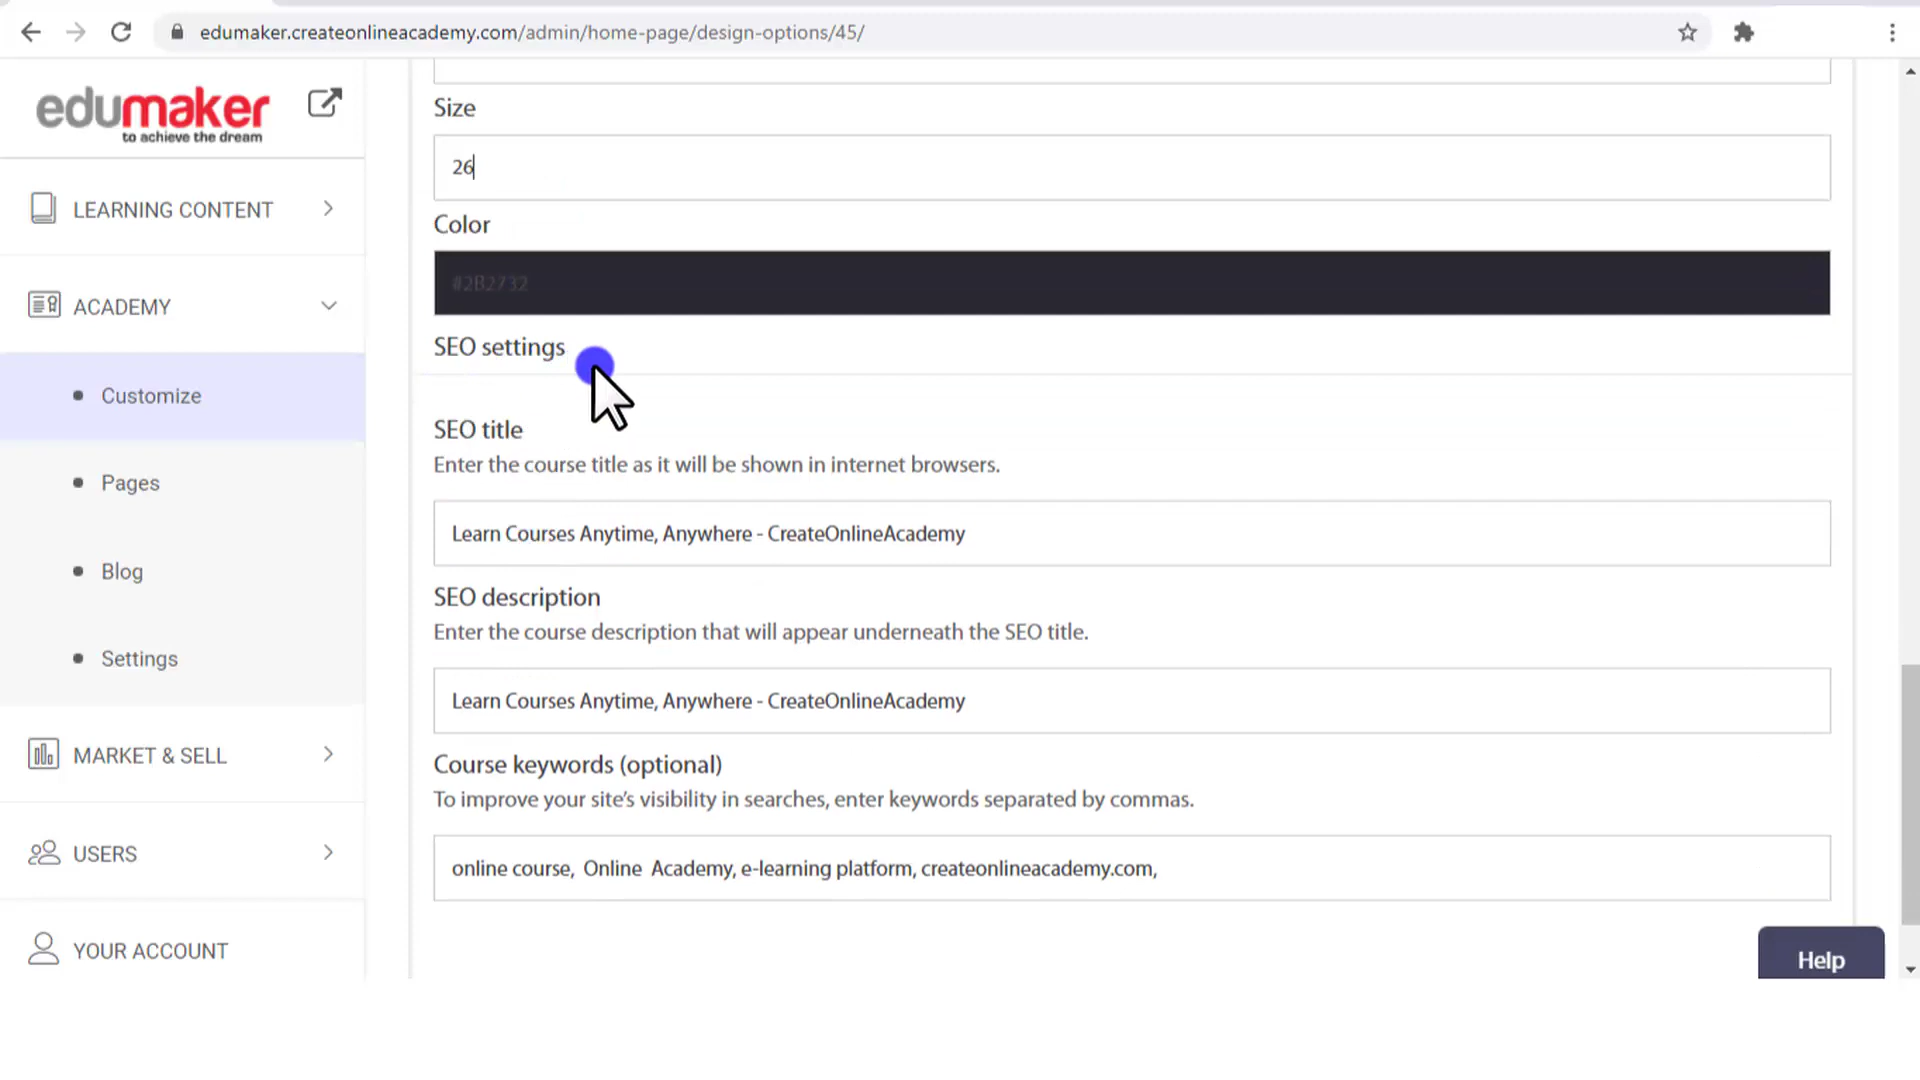 edumaker.createonlineacademy.com/admin/home-page/design-options/45/
edumaker
to achieve the dream
LEARNING CONTENT
ACADEMY
Customize
Pages
Blog
Settings
MARKET & SELL
USERS
YOUR ACCOUNT
Size
26
Color
#2B2732
SEO settings
SEO title
Enter the course title as it will be shown in internet browsers.
Learn Courses Anytime, Anywhere - CreateOnlineAcademy
SEO description
Enter the course description that will appear underneath the SEO title.
Learn Courses Anytime, Anywhere - CreateOnlineAcademy
Course keywords (optional)
To improve your site’s visibility in searches, enter keywords separated by commas.
online course, Online Academy, e-learning platform, createonlineacademy.com,
Help